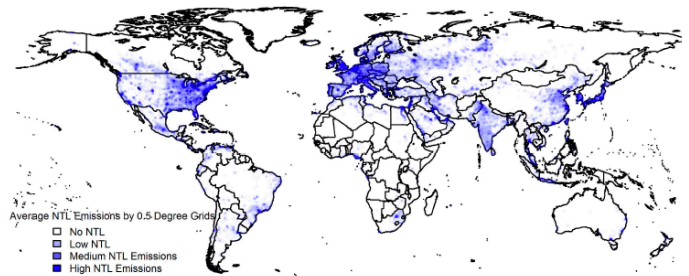 Average NTL Emissions by 0.5 Degree Grids
No NTL
Low NTL
Medium NTL Emissions
High NTL Emissions